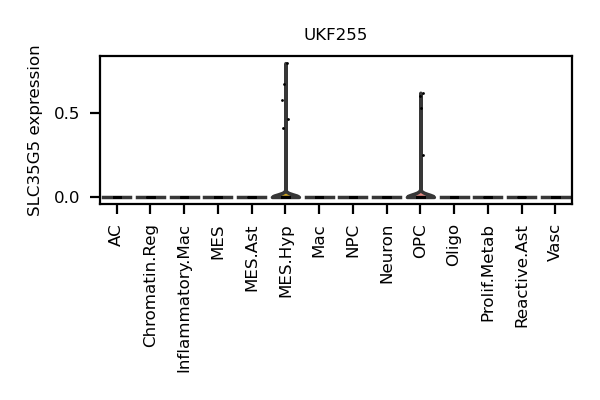 UKF255
SLC35G5 expression
0.5
0.0
AC
Chromatin.Reg
Inflammatory.Mac
MES
MES.Ast
MES.Hyp
Mac
NPC
Neuron
OPC
Oligo
Prolif.Metab
Reactive.Ast
Vasc